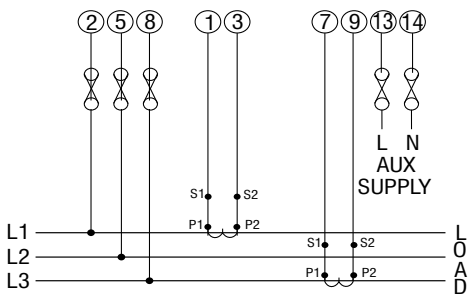 2 5 8 1 3 7 9 13 14
L N
AUX
SUPPLY
S1 S2
P1 P2
L1
L2
L3
S1 S2
P1 P2
LOAD